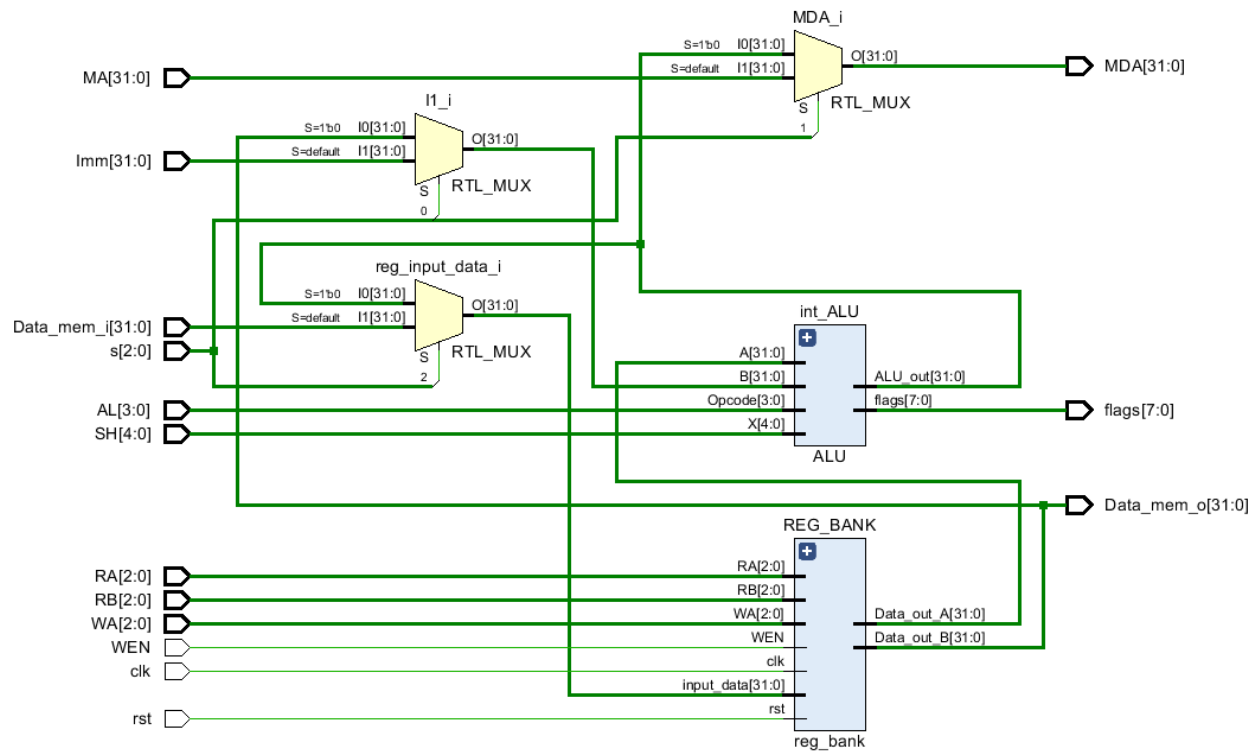 MDA_i
S=1'b0 I0[31:0]
O[31:0]
MDA[31:0]
MA[31:0]
S=default I1[31:0]
S
RTL_MUX
1
I1_i
S=1'b0 I0[31:0]
O[31:0]
Imm[31:0]
S=default I1[31:0]
S
RTL_MUX
0
reg_input_data_i
S=1'b0 I0[31:0]
O[31:0]
Data_mem_i[31:0]
S=default I1[31:0]
s[2:0]
S
RTL_MUX
2
int_ALU
A[31:0]
B[31:0]
ALU_out[31:0]
AL[3:0]
Opcode[3:0]
flags[7:0]
flags[7:0]
SH[4:0]
X[4:0]
ALU
Data_mem_o[31:0]
REG_BANK
RA[2:0]
RA[2:0]
RB[2:0]
RB[2:0]
WA[2:0]
WA[2:0]
Data_out_A[31:0]
WEN
WEN
Data_out_B[31:0]
clk
clk
input_data[31:0]
rst
rst
reg_bank